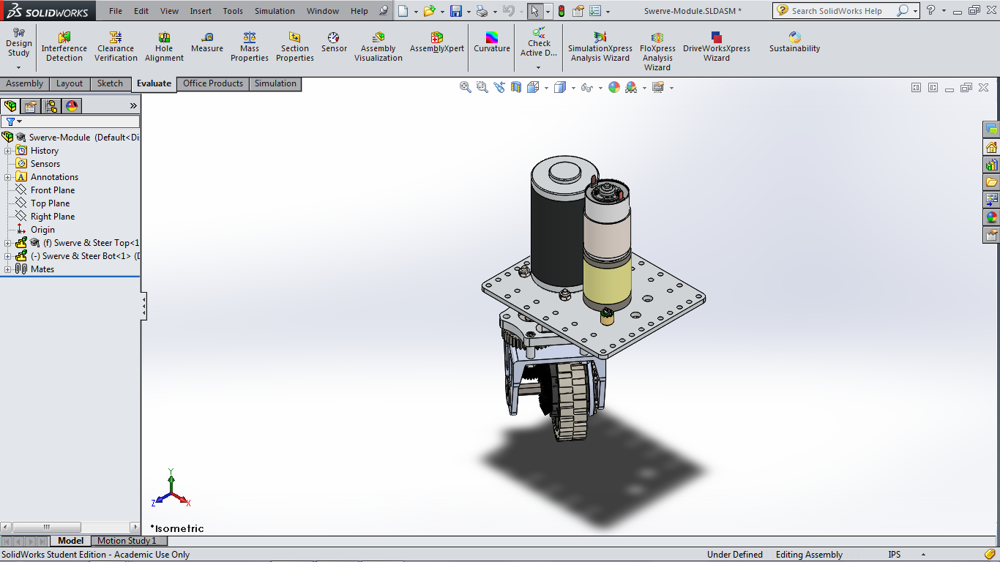 SOLIDWORKS File Edit View Insert Tools Simulation Window Help Swerve-Module.SLDASM * Search SolidWorks Help
Design Study
Interference Detection
Clearance Verification
Hole Alignment
Measure
Mass Properties
Section Properties
Sensor
Assembly Visualization
AssemblyXpert
Curvature
Check Active D...
SimulationXpress Analysis Wizard
FloXpress Analysis Wizard
DriveWorksXpress Wizard
Sustainability
Assembly Layout Sketch Evaluate Office Products Simulation
Swerve-Module (Default<Di
History
Sensors
Annotations
Front Plane
Top Plane
Right Plane
Origin
(f) Swerve & Steer Top<1
(-) Swerve & Steer Bot<1> (D
Mates
Y
Z X
*Isometric
Model Motion Study 1
SolidWorks Student Edition - Academic Use Only Under Defined Editing Assembly IPS